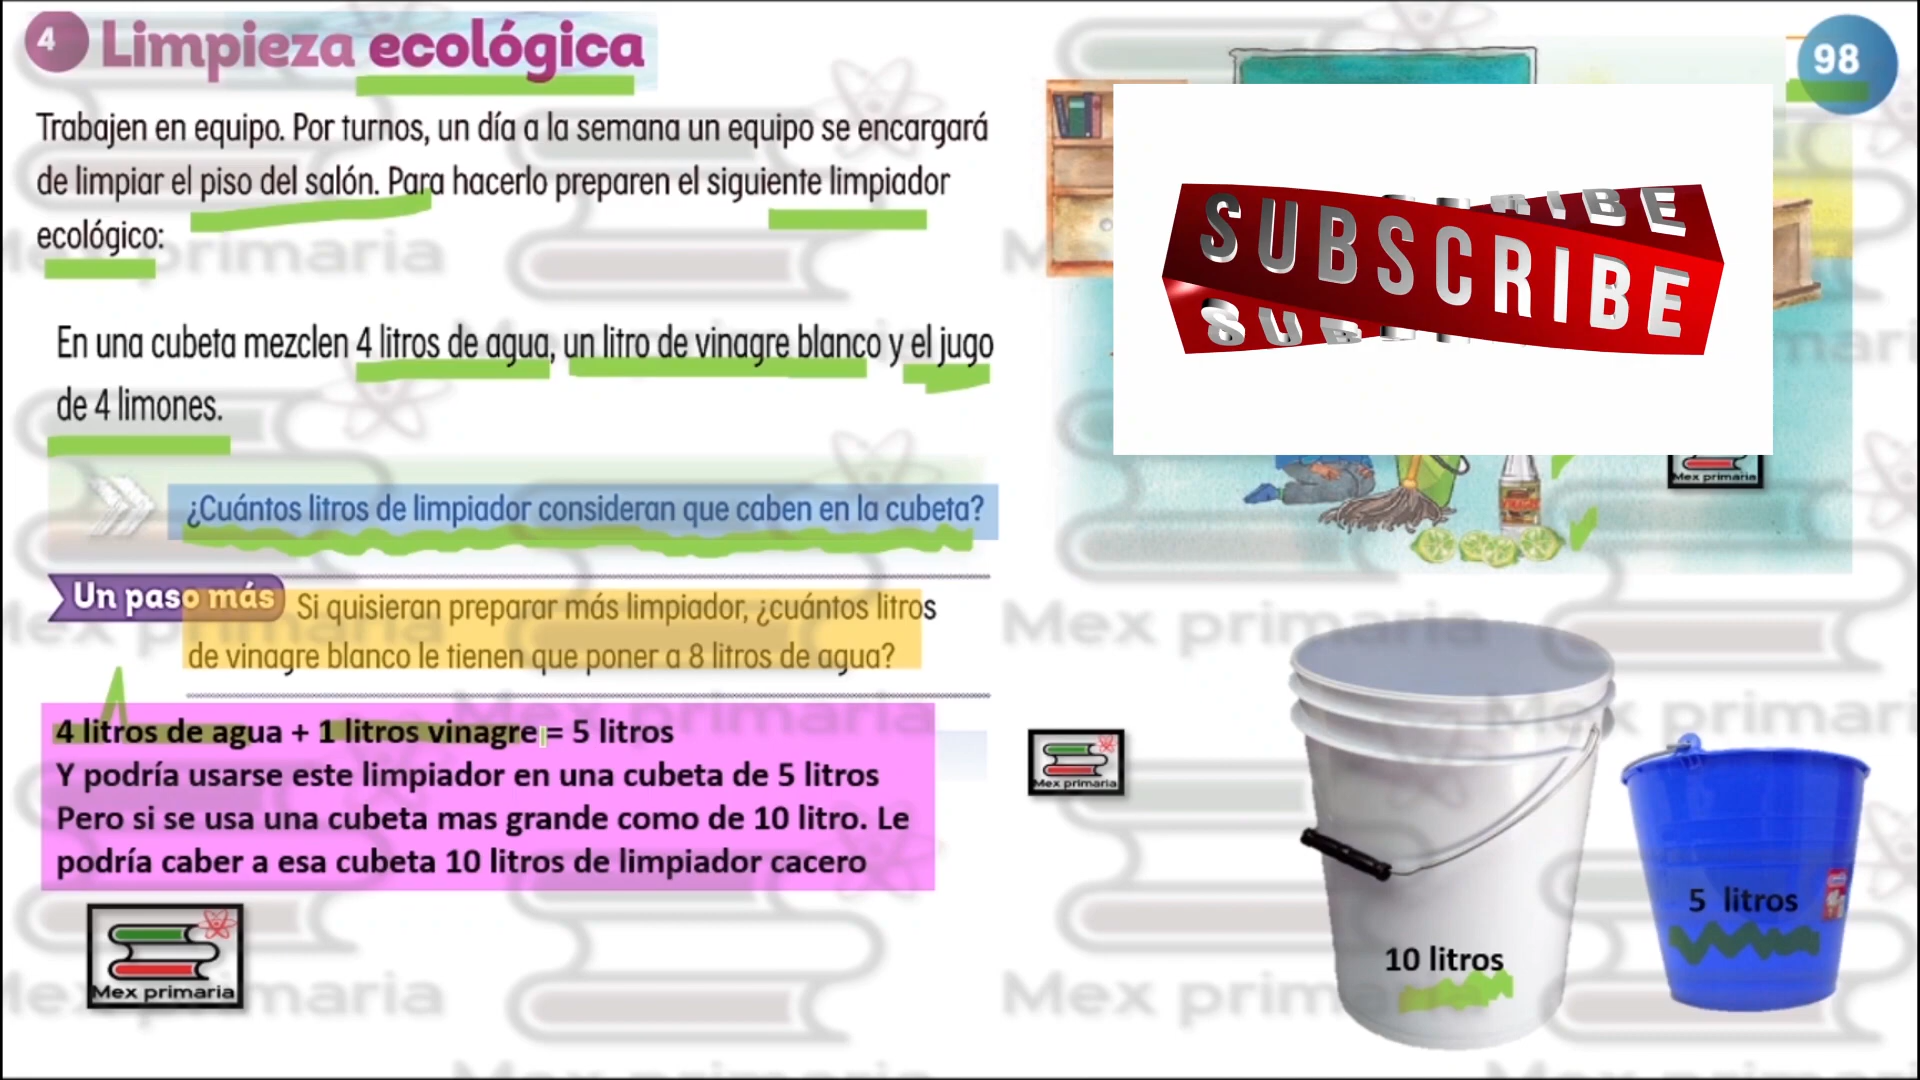 4 Limpieza ecológica
98
Trabajen en equipo. Por turnos, un día a la semana un equipo se encargará
de limpiar el piso del salón. Para hacerlo preparen el siguiente limpiador
ecológico:
SUBSCRIBE
En una cubeta mezclen 4 litros de agua, un litro de vinagre blanco y el jugo
de 4 limones.
Mex primaria
¿Cuántos litros de limpiador consideran que caben en la cubeta?
Un paso más
Si quisieran preparar más limpiador, ¿cuántos litros
de vinagre blanco le tienen que poner a 8 litros de agua?
4 litros de agua + 1 litros vinagre = 5 litros
Y podría usarse este limpiador en una cubeta de 5 litros
Pero si se usa una cubeta mas grande como de 10 litro. Le
podría caber a esa cubeta 10 litros de limpiador cacero
Mex primaria
5 litros
10 litros
Mex primaria